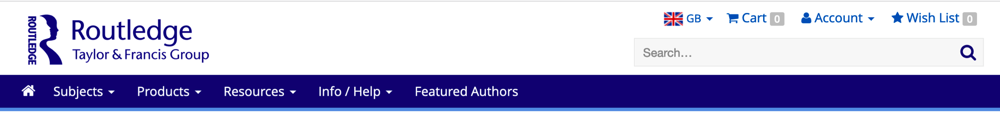 ROUTLEDGE
Routledge
Taylor & Francis Group
GB Cart 0 Account Wish List 0
Search...
Subjects Products Resources Info / Help Featured Authors